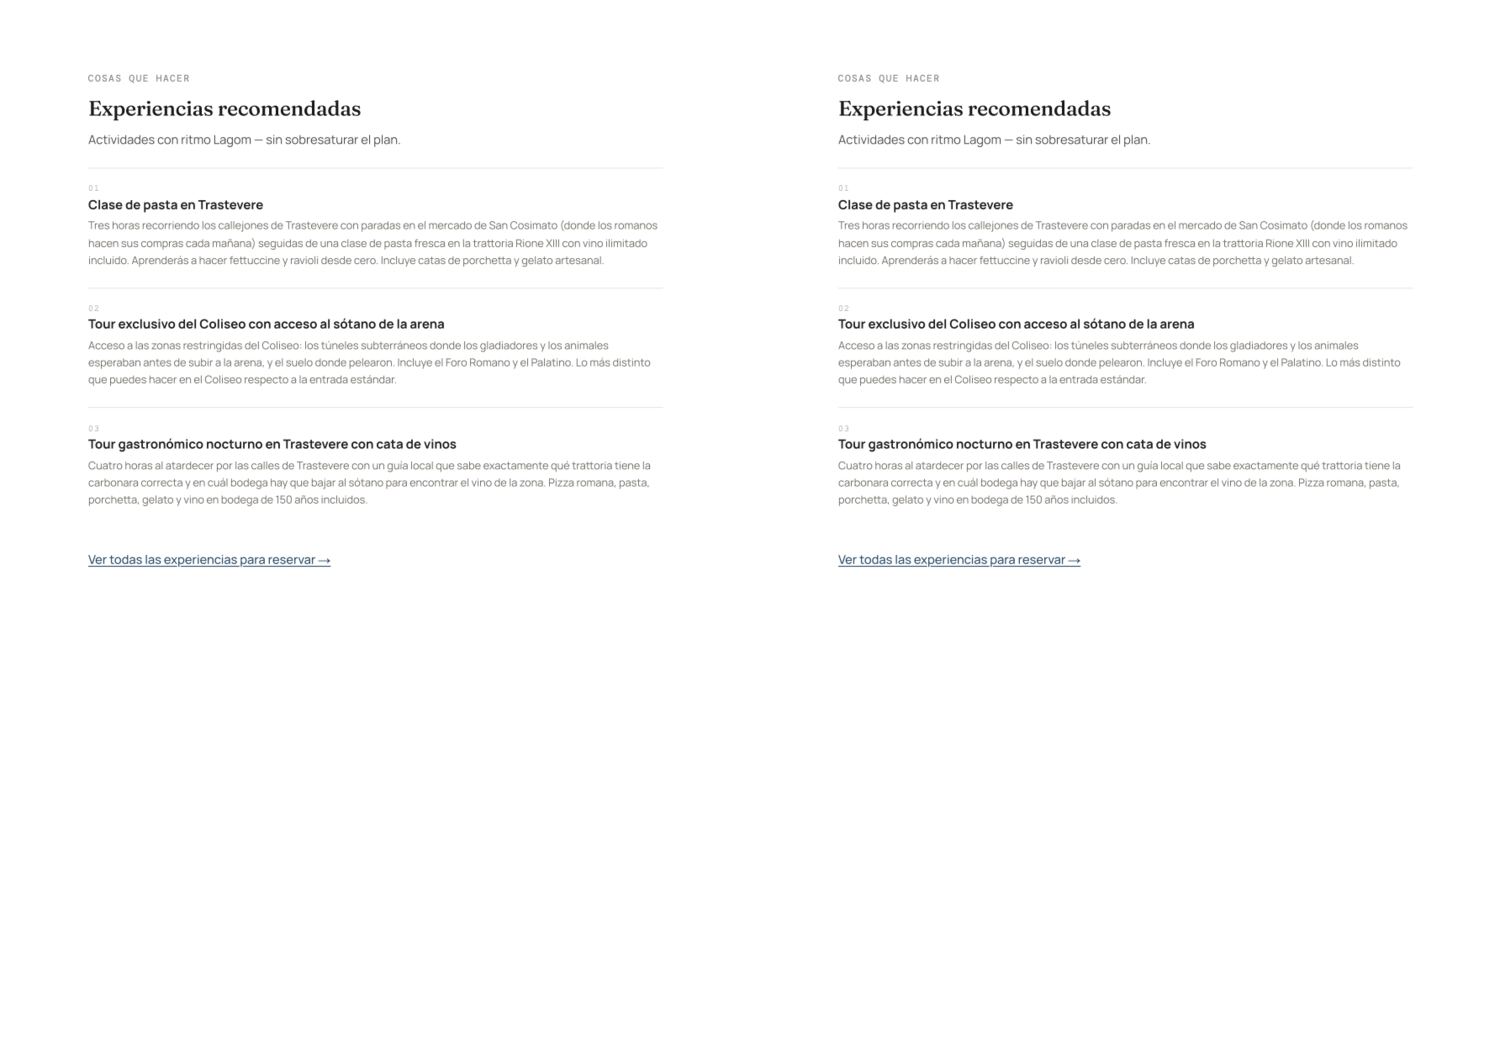 COSAS QUE HACER
Experiencias recomendadas
Actividades con ritmo Lagom — sin sobresaturar el plan.
01
Clase de pasta en Trastevere
Tres horas recorriendo los callejones de Trastevere con paradas en el mercado de San Cosimato (donde los romanos
hacen sus compras cada mañana) seguidas de una clase de pasta fresca en la trattoria Rione XIII con vino ilimitado
incluido. Aprenderás a hacer fettuccine y ravioli desde cero. Incluye catas de porchetta y gelato artesanal.
02
Tour exclusivo del Coliseo con acceso al sótano de la arena
Acceso a las zonas restringidas del Coliseo: los túneles subterráneos donde los gladiadores y los animales
esperaban antes de subir a la arena, y el suelo donde pelearon. Incluye el Foro Romano y el Palatino. Lo más distinto
que puedes hacer en el Coliseo respecto a la entrada estándar.
03
Tour gastronómico nocturno en Trastevere con cata de vinos
Cuatro horas al atardecer por las calles de Trastevere con un guía local que sabe exactamente qué trattoria tiene la
carbonara correcta y en cuál bodega hay que bajar al sótano para encontrar el vino de la zona. Pizza romana, pasta,
porchetta, gelato y vino en bodega de 150 años incluidos.
Ver todas las experiencias para reservar →
COSAS QUE HACER
Experiencias recomendadas
Actividades con ritmo Lagom — sin sobresaturar el plan.
01
Clase de pasta en Trastevere
Tres horas recorriendo los callejones de Trastevere con paradas en el mercado de San Cosimato (donde los romanos
hacen sus compras cada mañana) seguidas de una clase de pasta fresca en la trattoria Rione XIII con vino ilimitado
incluido. Aprenderás a hacer fettuccine y ravioli desde cero. Incluye catas de porchetta y gelato artesanal.
02
Tour exclusivo del Coliseo con acceso al sótano de la arena
Acceso a las zonas restringidas del Coliseo: los túneles subterráneos donde los gladiadores y los animales
esperaban antes de subir a la arena, y el suelo donde pelearon. Incluye el Foro Romano y el Palatino. Lo más distinto
que puedes hacer en el Coliseo respecto a la entrada estándar.
03
Tour gastronómico nocturno en Trastevere con cata de vinos
Cuatro horas al atardecer por las calles de Trastevere con un guía local que sabe exactamente qué trattoria tiene la
carbonara correcta y en cuál bodega hay que bajar al sótano para encontrar el vino de la zona. Pizza romana, pasta,
porchetta, gelato y vino en bodega de 150 años incluidos.
Ver todas las experiencias para reservar →